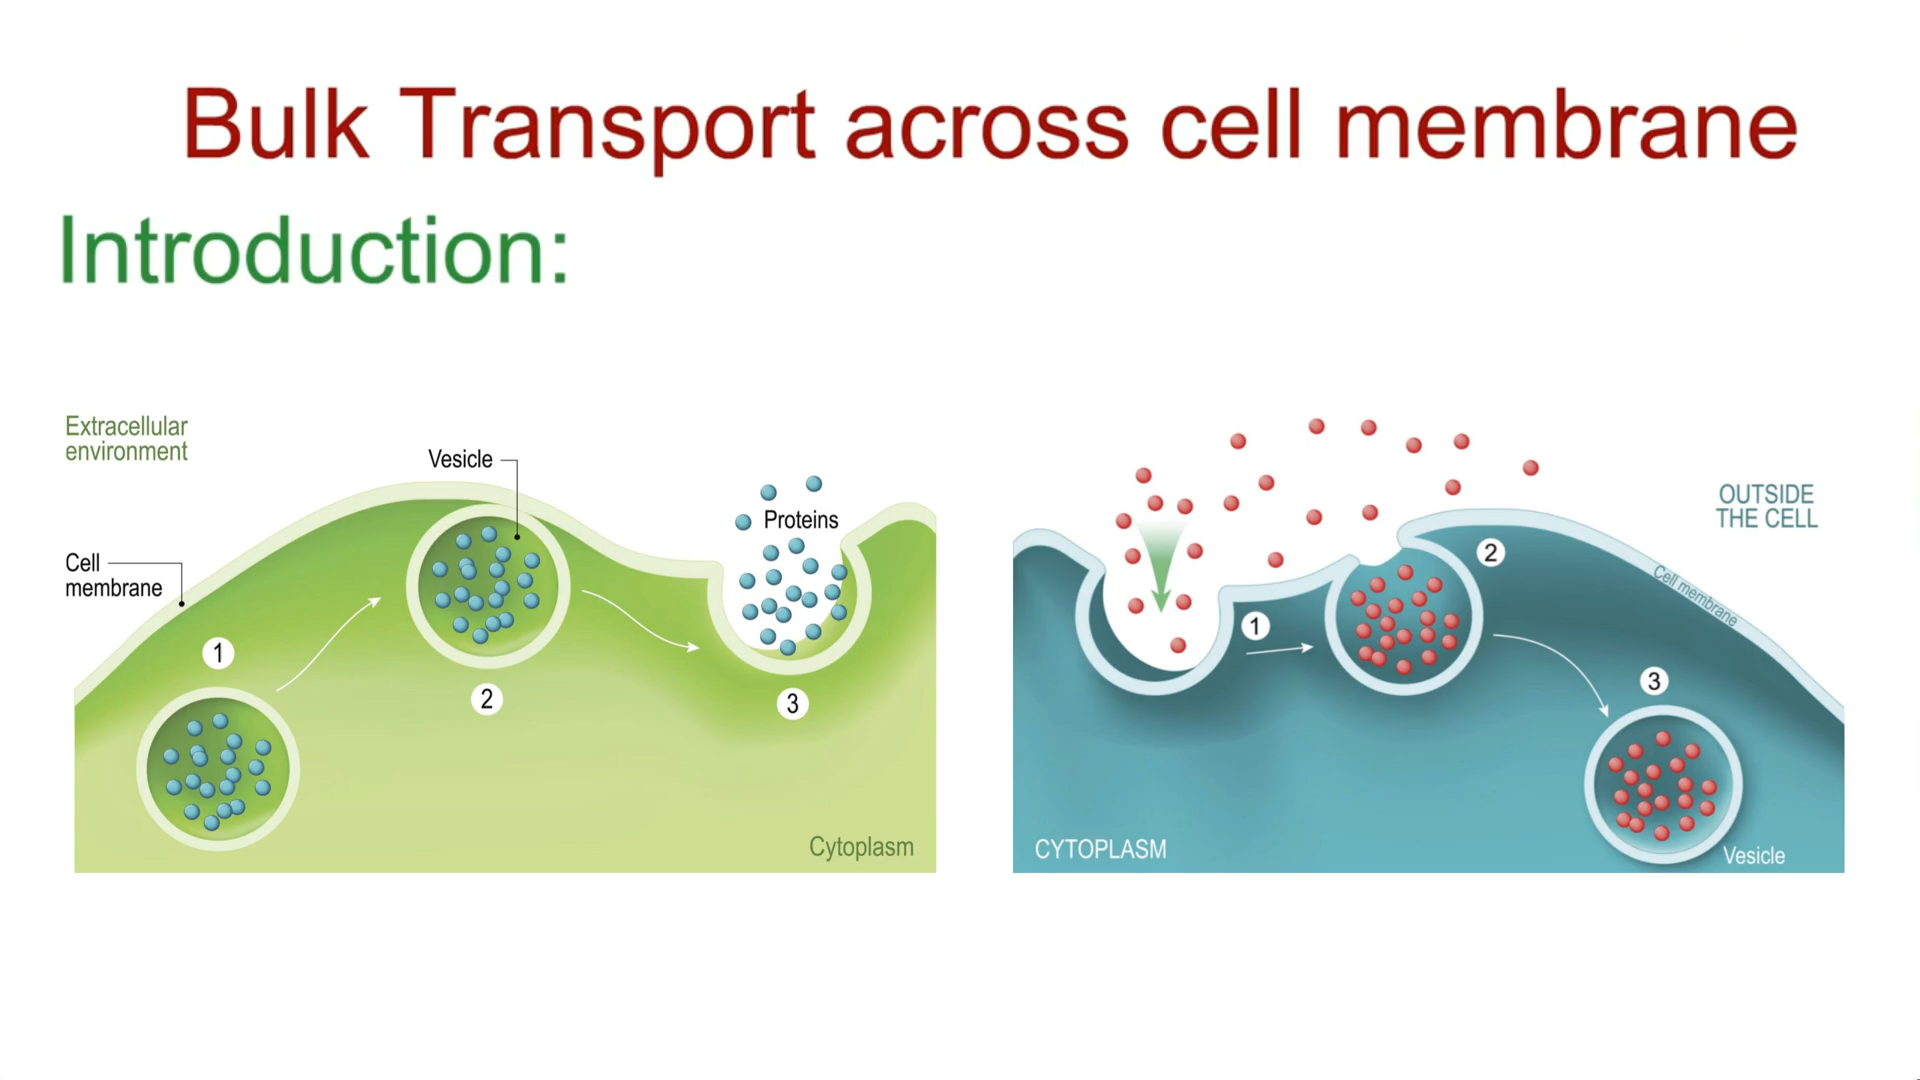 Bulk Transport across cell membrane
Introduction:
Extracellular
environment
Vesicle
Cell
membrane
Proteins
1
2
3
Cytoplasm
OUTSIDE
THE CELL
Cell membrane
1
2
3
CYTOPLASM
Vesicle